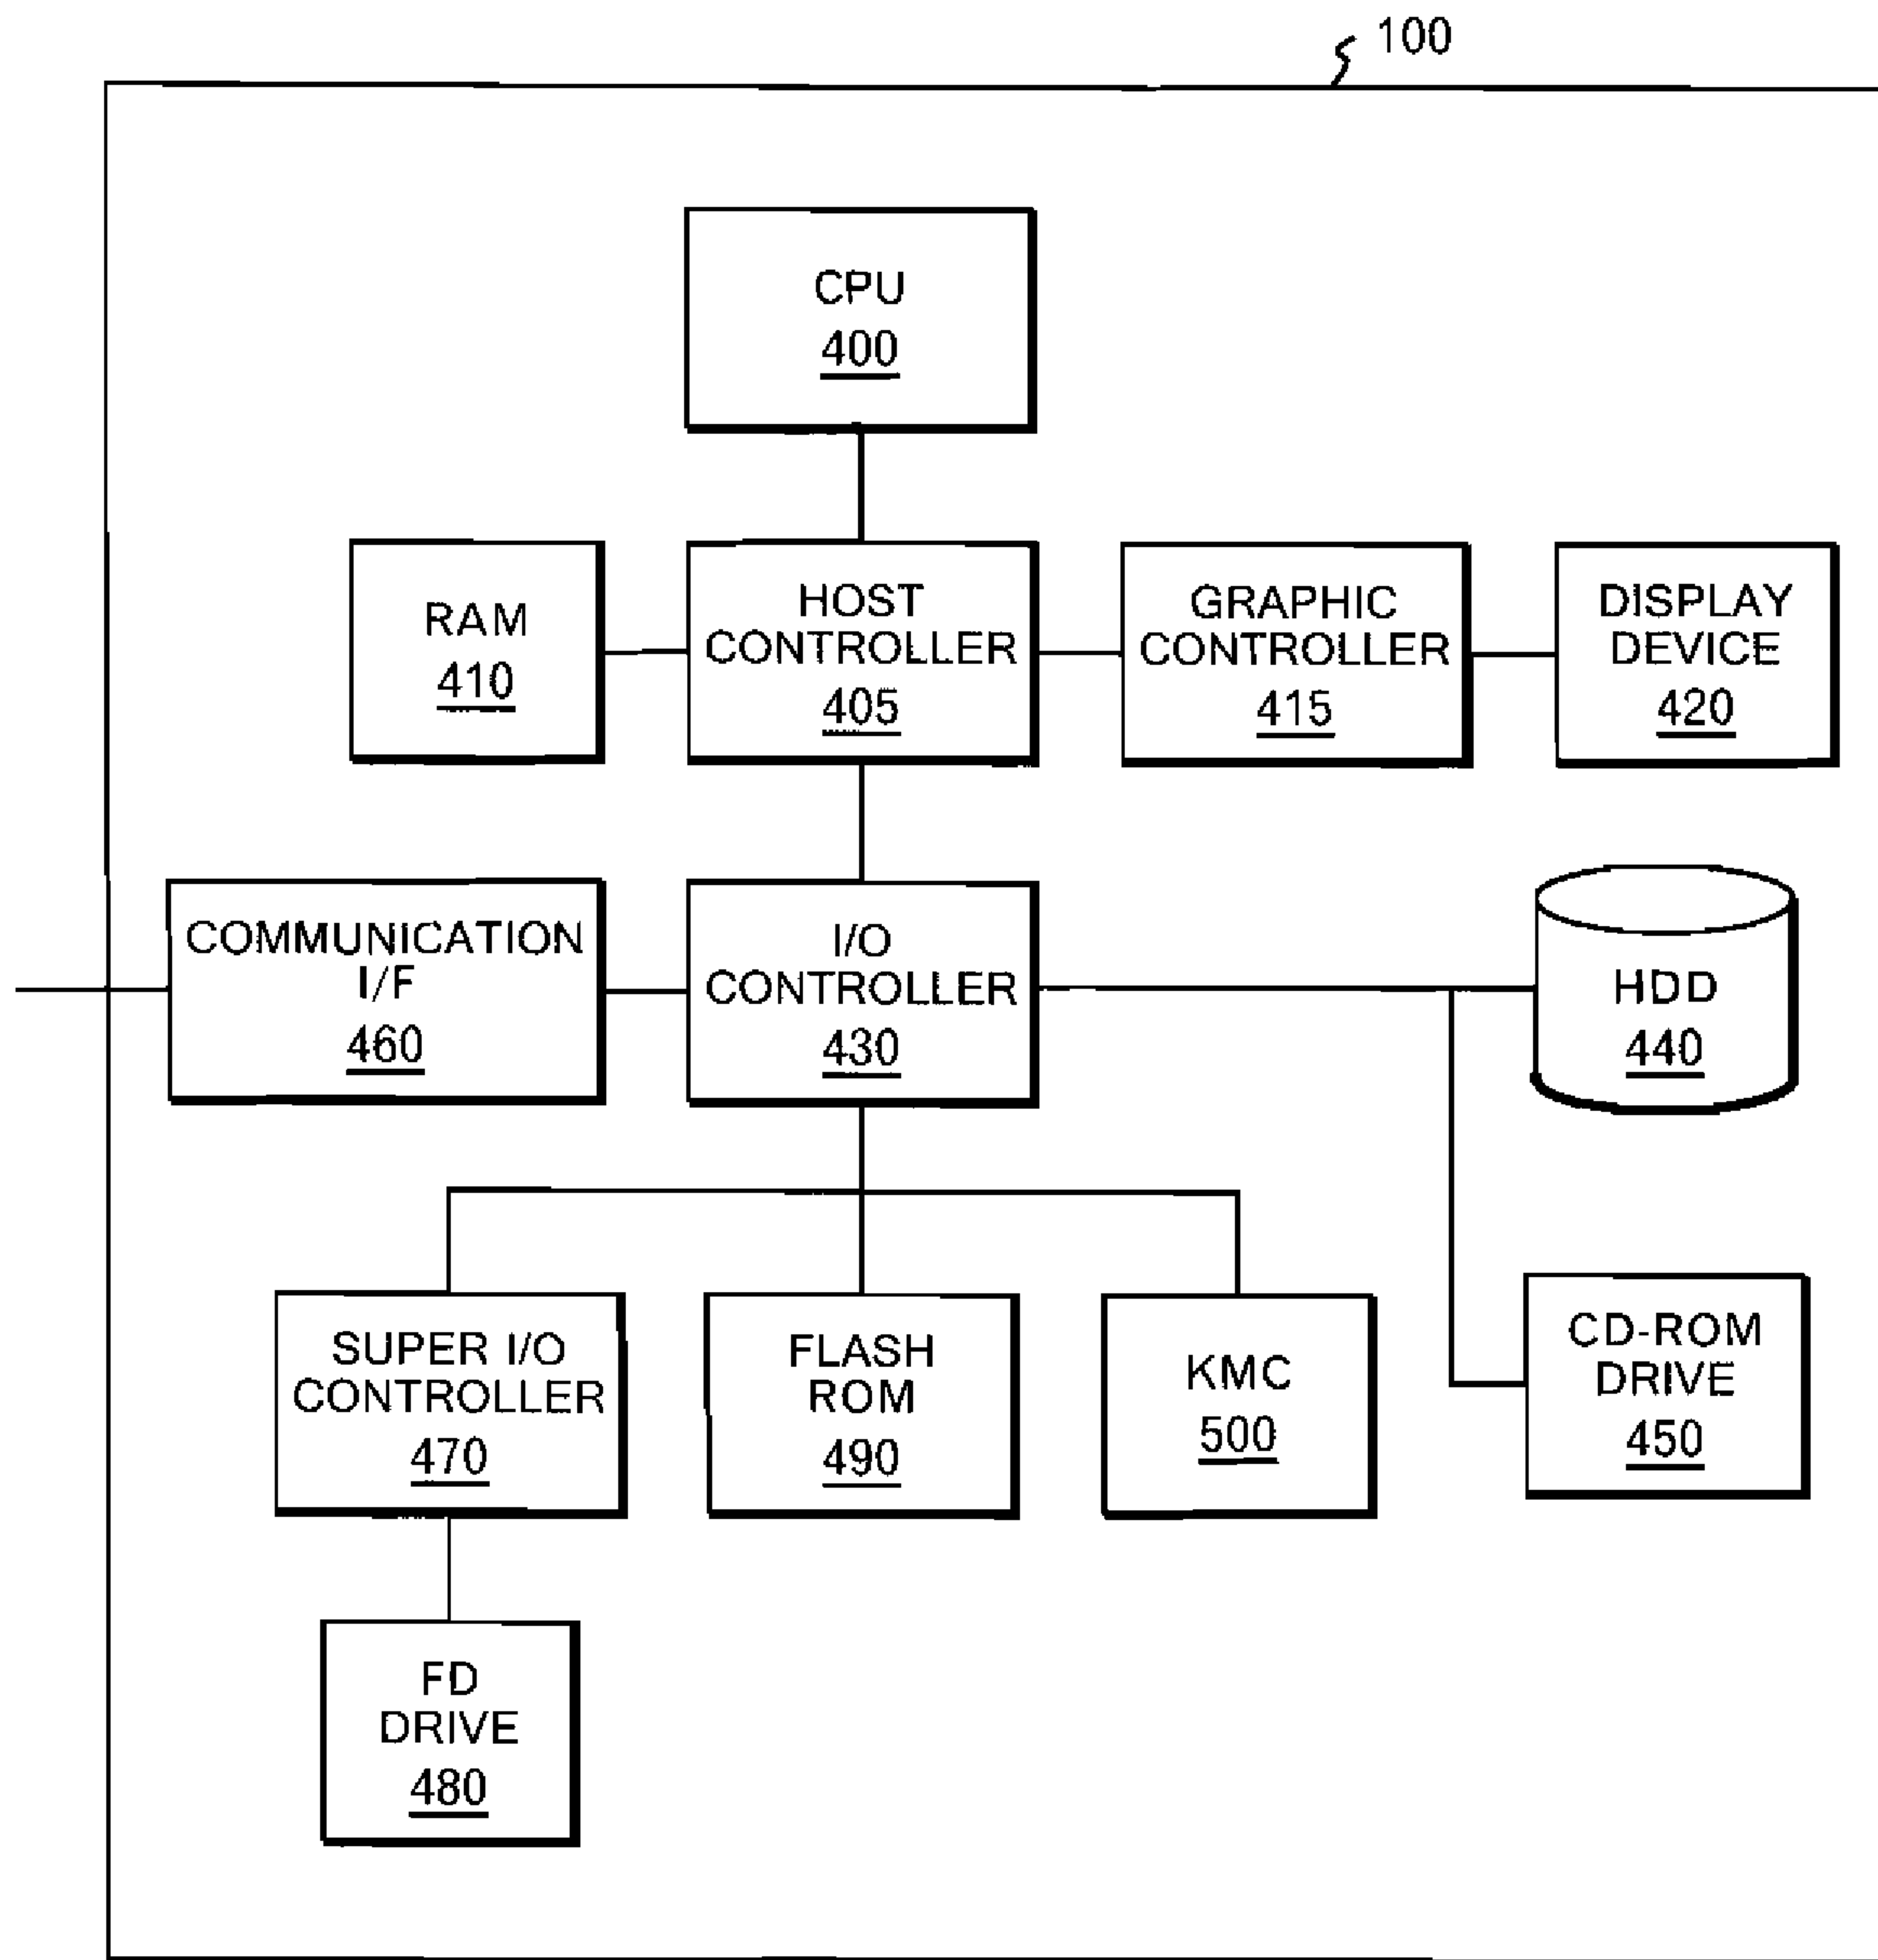 100
CPU
400
RAM
410
HOST
CONTROLLER
405
GRAPHIC
CONTROLLER
415
DISPLAY
DEVICE
420
COMMUNICATION
I/F
460
I/O
CONTROLLER
430
HDD
440
SUPER I/O
CONTROLLER
470
FLASH
ROM
490
KMC
500
CD-ROM
DRIVE
450
FD
DRIVE
480